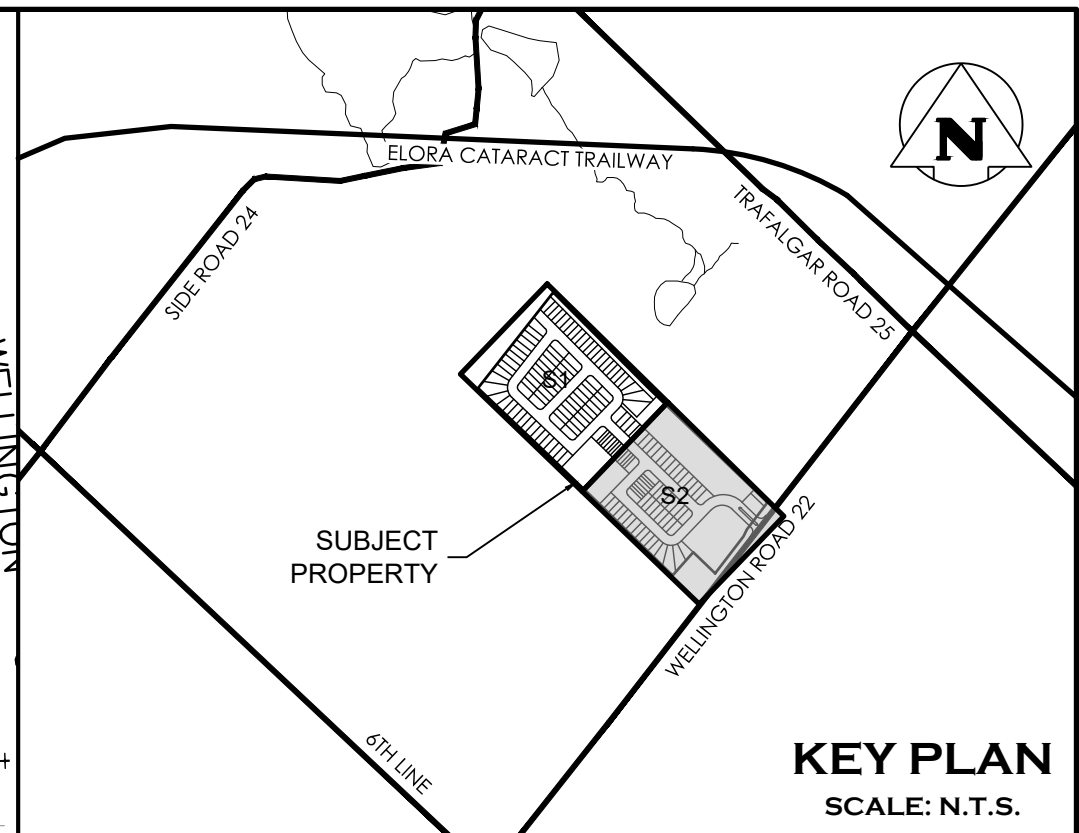 ELORA CATARACT TRAILWAY
N
SIDE ROAD 24
TRAFALGAR ROAD 25
S1
S2
SUBJECT
PROPERTY
WELLINGTON ROAD 22
6TH LINE
KEY PLAN
SCALE: N.T.S.
WELLINGTON